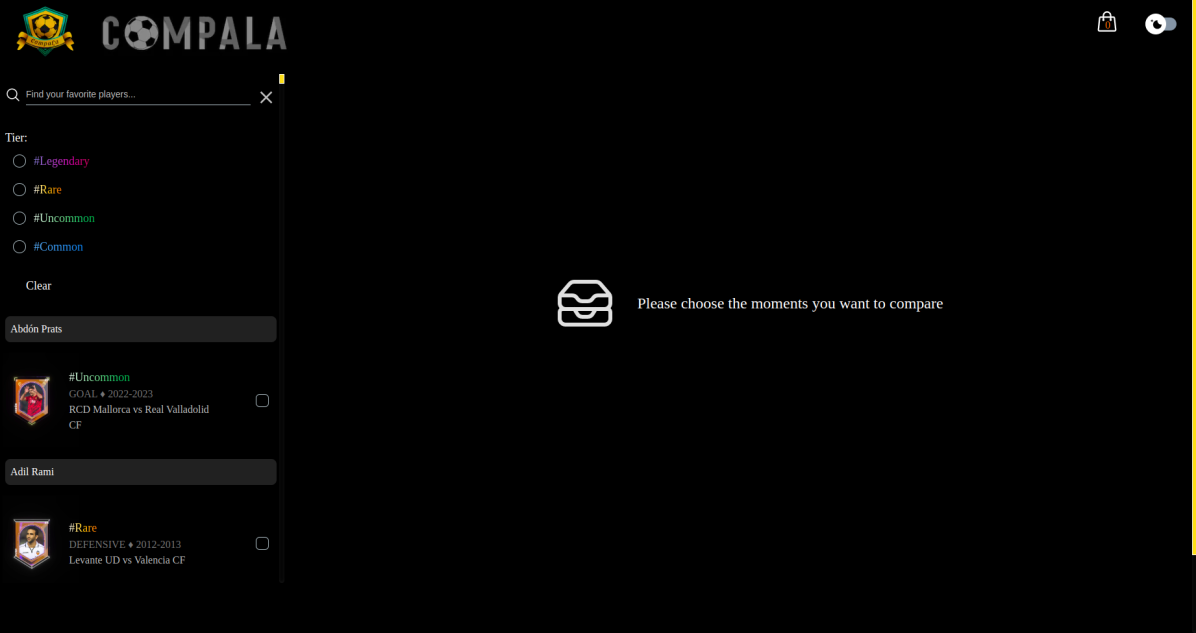 CompaLa
COMPALA
0
Find your favorite players...
Tier:
#Legendary
#Rare
#Uncommon
#Common
Clear
Please choose the moments you want to compare
Abdón Prats
#Uncommon
GOAL ♦ 2022-2023
RCD Mallorca vs Real Valladolid
CF
Adil Rami
#Rare
DEFENSIVE ♦ 2012-2013
Levante UD vs Valencia CF